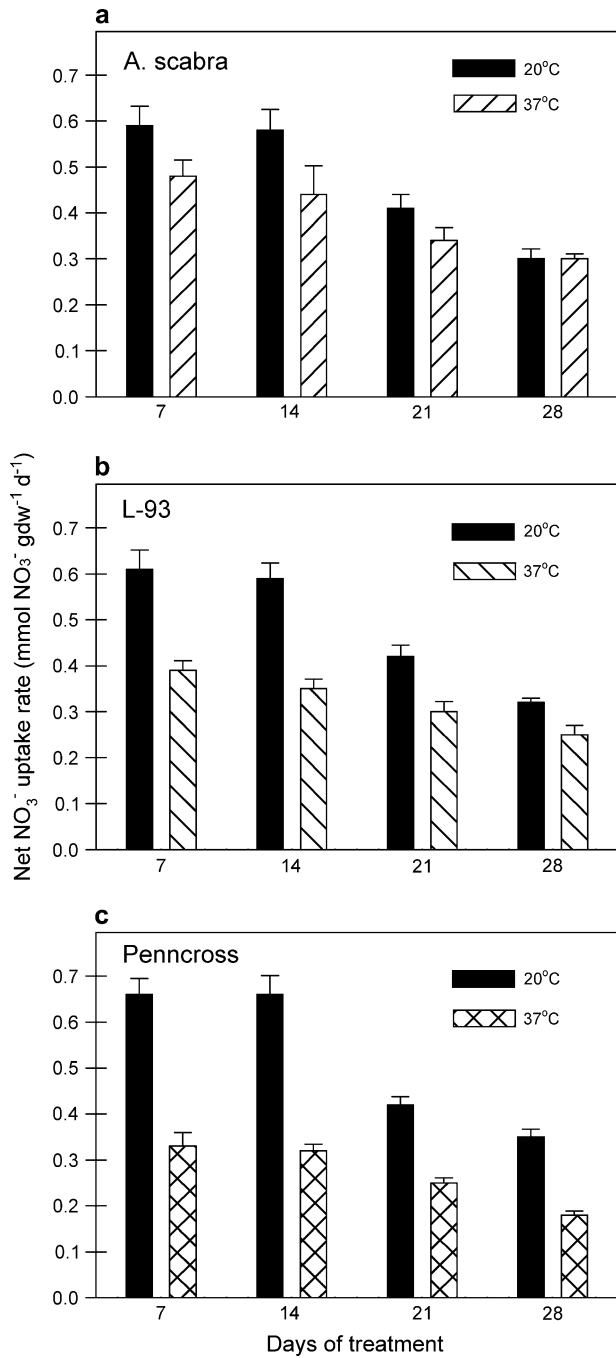 a
A. scabra
20°C
37°C
0.7
0.6
0.5
0.4
0.3
0.2
0.1
0.0
7 14 21 28
b
L-93
20°C
37°C
0.7
0.6
0.5
0.4
0.3
0.2
0.1
0.0
7 14 21 28
Net NO₃⁻ uptake rate (mmol NO₃⁻ gdw⁻¹ d⁻¹)
c
Penncross
20°C
37°C
0.7
0.6
0.5
0.4
0.3
0.2
0.1
0.0
7 14 21 28
Days of treatment